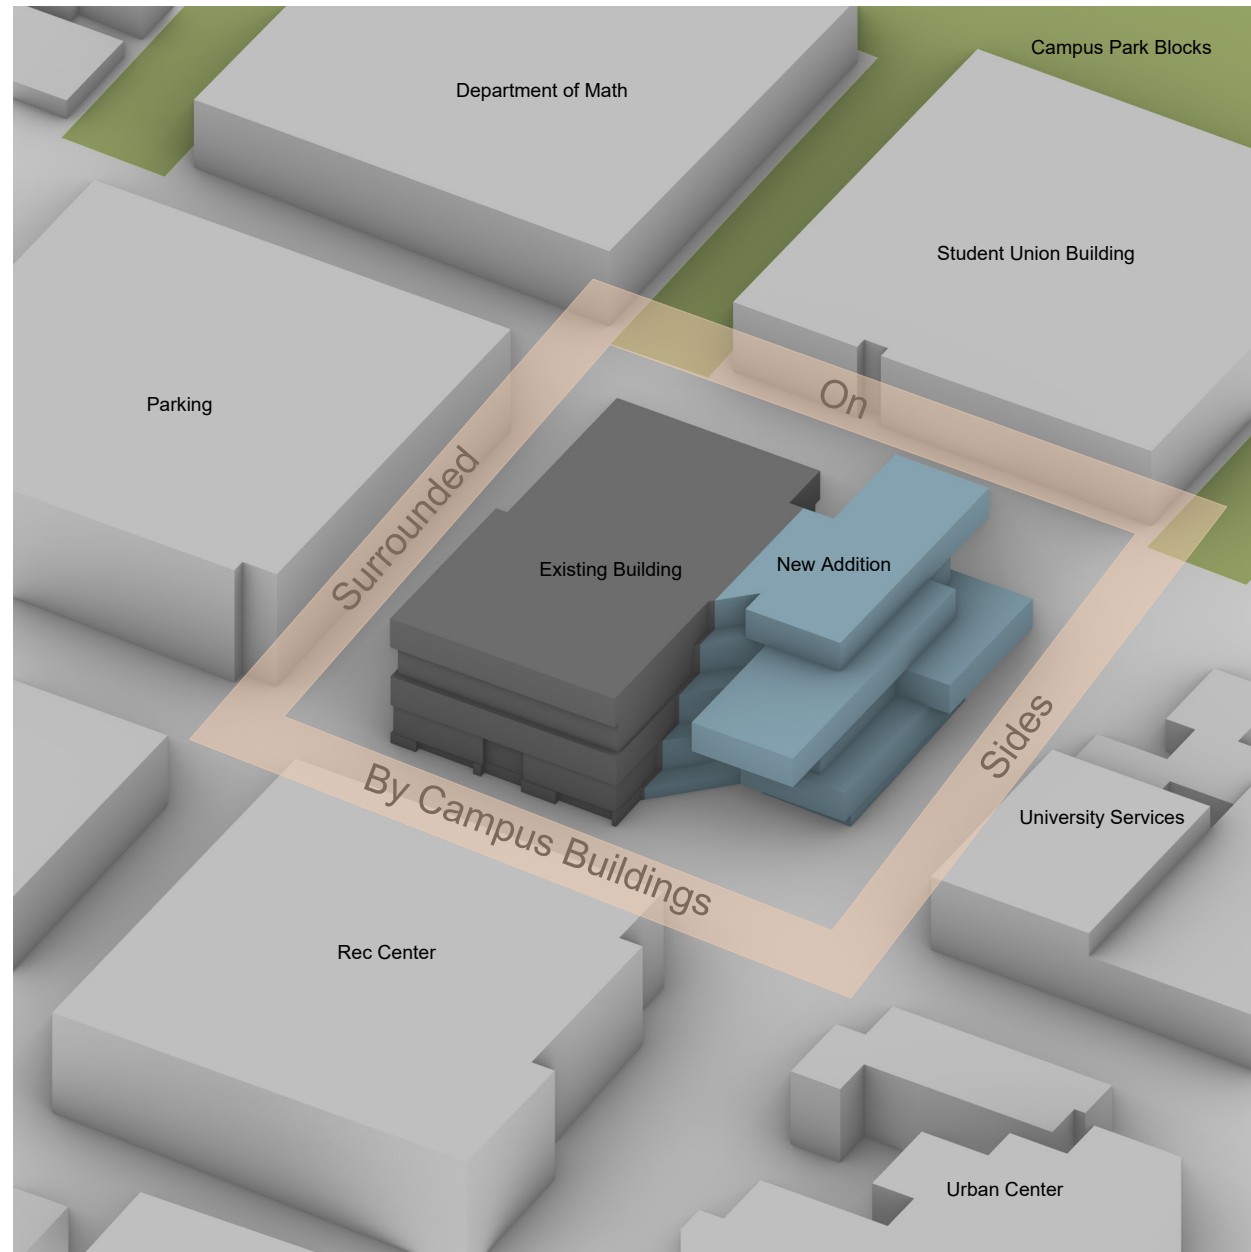 Campus Park Blocks
Department of Math
Student Union Building
Parking
On
Surrounded
Existing Building
New Addition
Sides
By Campus Buildings
University Services
Rec Center
Urban Center